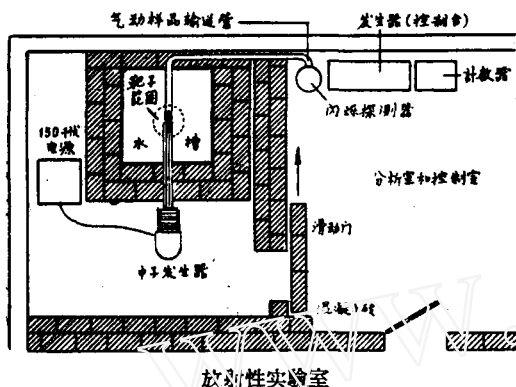 气动样品输送管
发生器(控制台)
靶子
范围
计数器
闪烁探测器
水 槽
150千伏
电源
分析室和控制室
滑动门
中子发生器
混凝土砖
放射性实验室